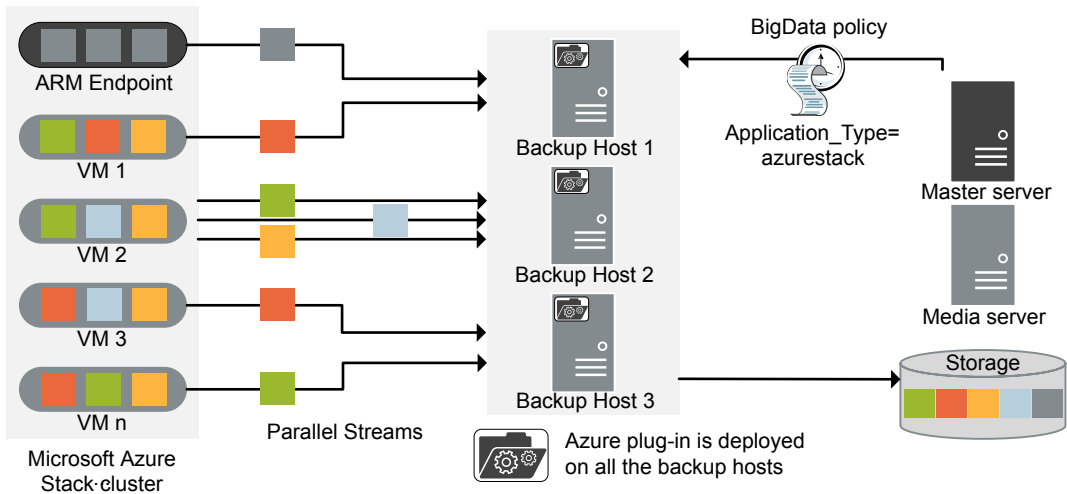 ARM Endpoint
VM 1
VM 2
VM 3
VM n
Microsoft Azure
Stack·cluster
Parallel Streams
Backup Host 1
Backup Host 2
Backup Host 3
Azure plug-in is deployed
on all the backup hosts
BigData policy
Application_Type=
azurestack
Master server
Media server
Storage